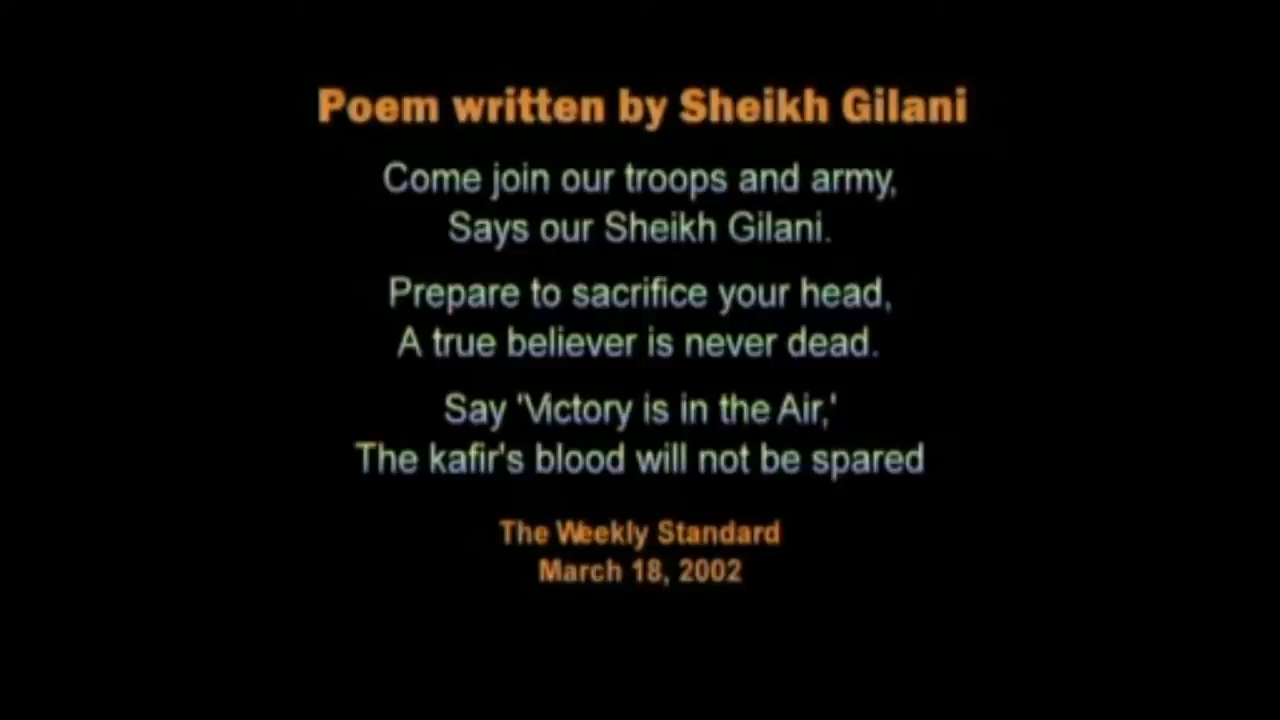 Poem written by Sheikh Gilani
Come join our troops and army,
Says our Sheikh Gilani.
Prepare to sacrifice your head,
A true believer is never dead.
Say 'Victory is in the Air,'
The kafir's blood will not be spared
The Weekly Standard
March 18, 2002